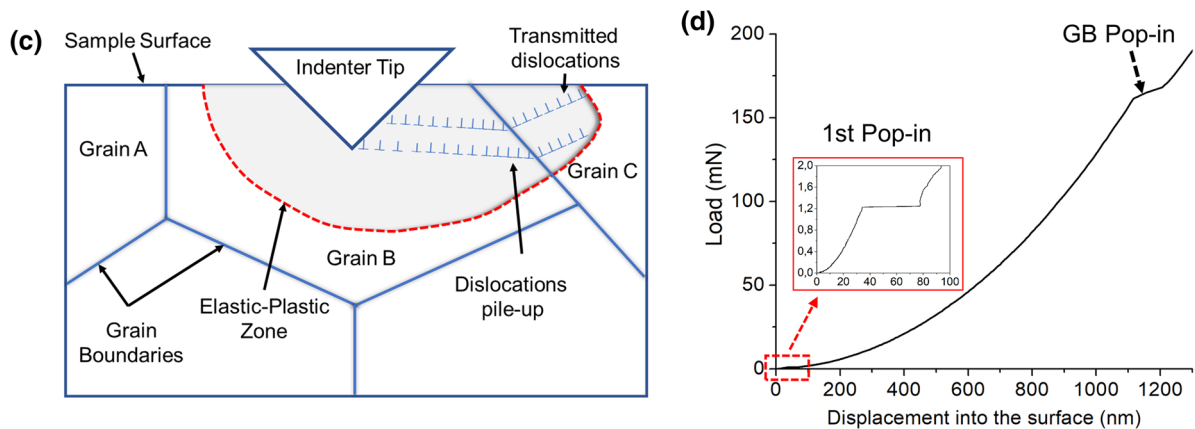 (c)
Sample Surface
Indenter Tip
Transmitted
dislocations
Grain A
Grain C
Grain B
Grain
Boundaries
Elastic-Plastic
Zone
Dislocations
pile-up
(d)
GB Pop-in
1st Pop-in
200
150
100
50
0
Load (mN)
2,0
1,6
1,2
0,8
0,4
0,0
0 20 40 60 80 100
0 200 400 600 800 1000 1200
Displacement into the surface (nm)